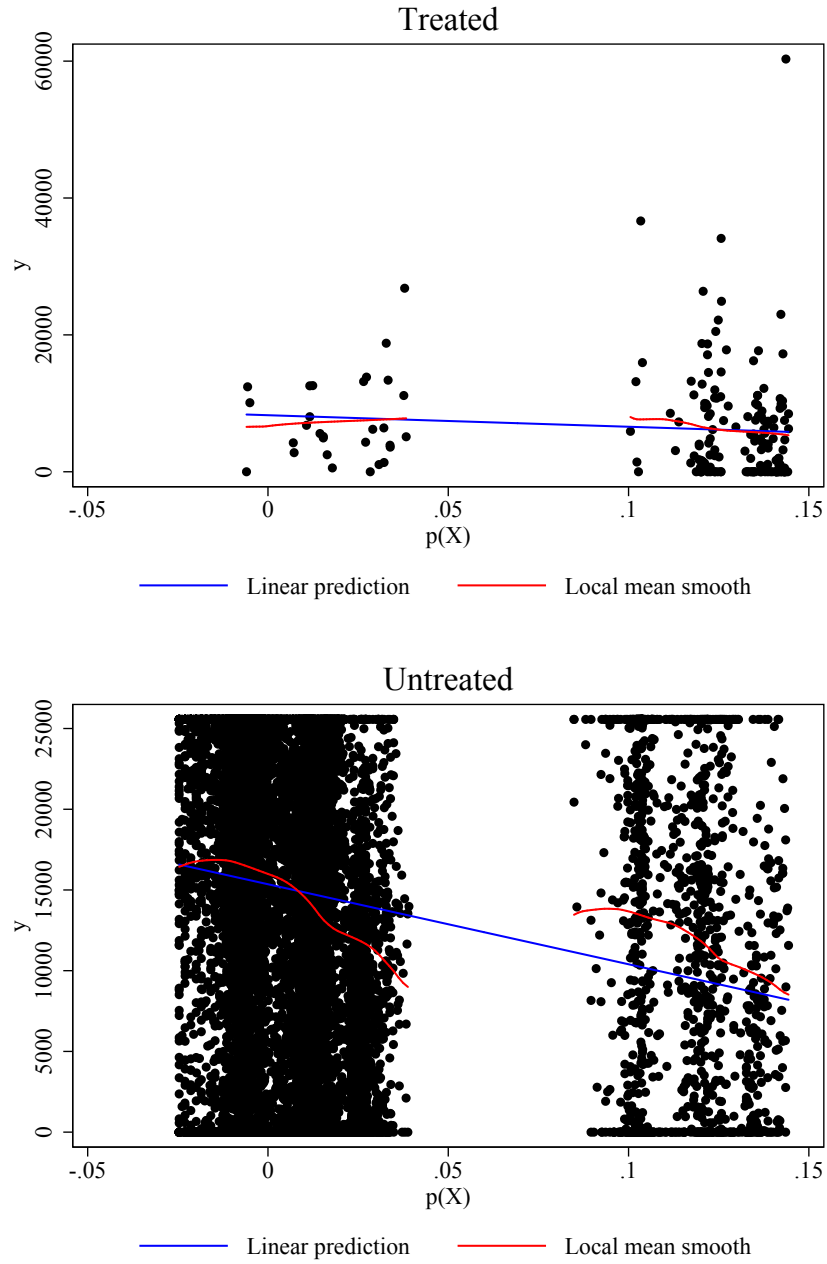 Treated
60000
40000
20000
0
y
-.05 0 .05 .1 .15
p(X)
Linear prediction Local mean smooth
Untreated
25000
20000
15000
10000
5000
0
y
-.05 0 .05 .1 .15
p(X)
Linear prediction Local mean smooth